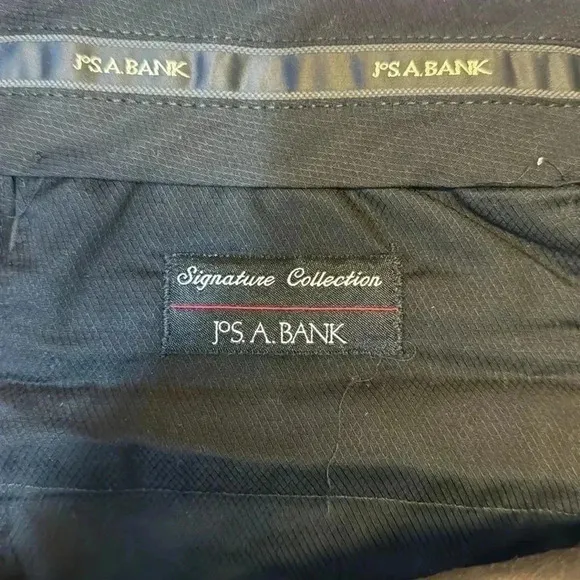 JOS. A. BANK JOS. A. BANK
Signature Collection
JOS. A. BANK